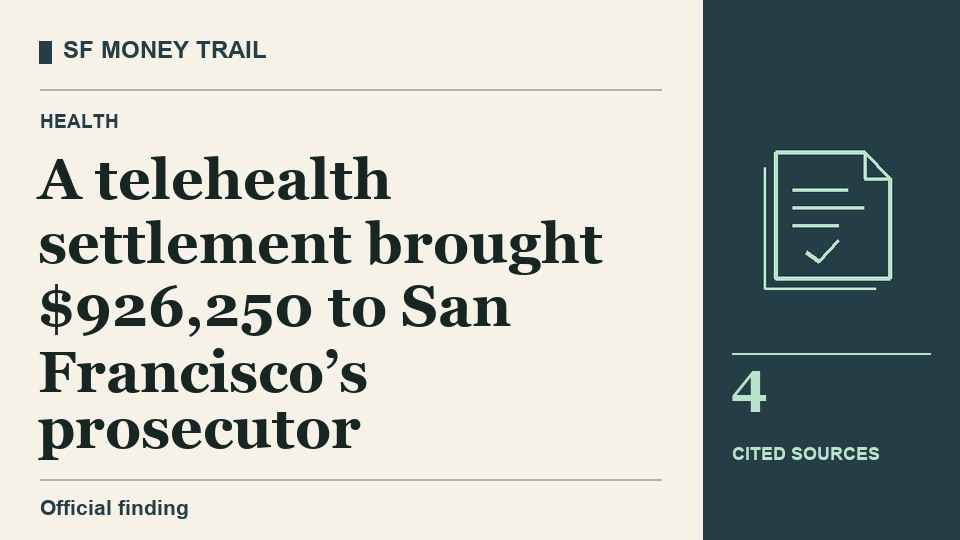 SF MONEY TRAIL
HEALTH
A telehealth
settlement brought
$926,250 to San
Francisco’s
prosecutor
Official finding
4
CITED SOURCES